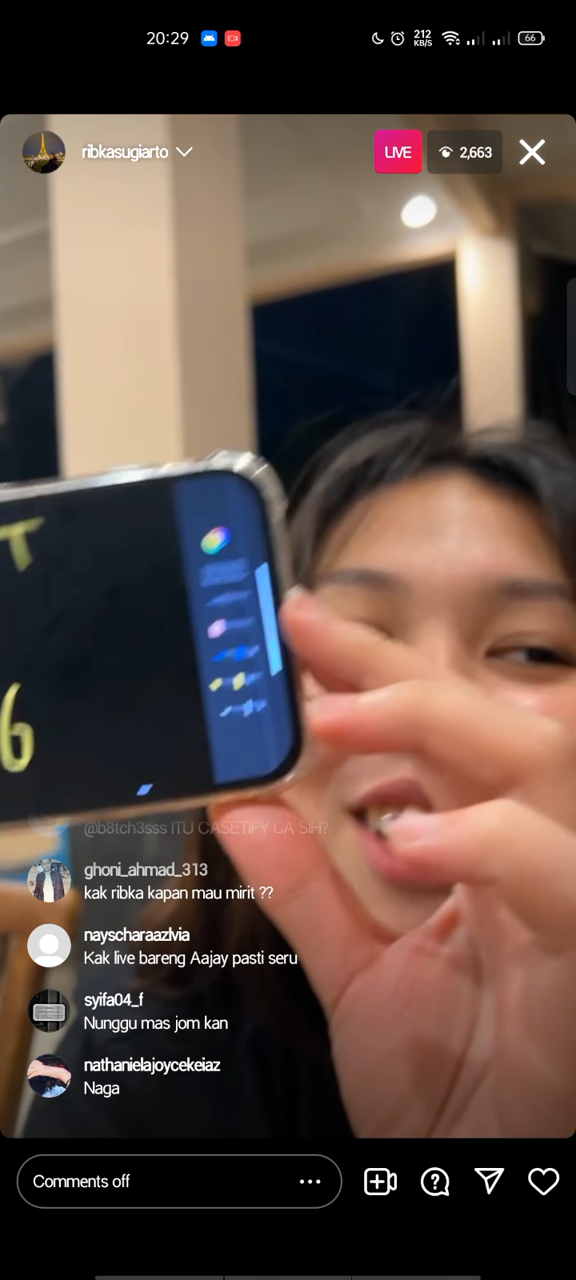 20:29
212
KB/S
66
ribkasugiarto
LIVE
2,663
T
6
@b8tch3sss ITU CASETIFY GA SIH?
ghoni_ahmad_313
kak ribka kapan mau mirit ??
nayscharaazlvia
Kak live bareng Aajay pasti seru
syifa04_f
Nunggu mas jom kan
nathanielajoycekeiaz
Naga
Comments off